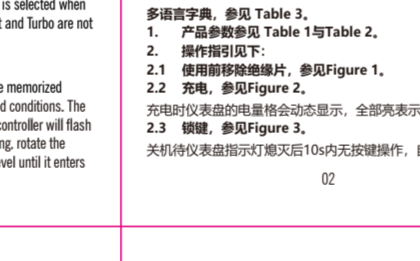 is selected when
t and Turbo are not
e memorized
d conditions. The
controller will flash
ng, rotate the
vel until it enters
多语言字典，参见 Table 3。
1. 产品参数参见 Table 1与Table 2。
2. 操作指引见下：
2.1 使用前移除绝缘片，参见Figure 1。
2.2 充电，参见Figure 2。
充电时仪表盘的电量格会动态显示，全部亮表示
2.3 锁键，参见Figure 3。
关机待仪表盘指示灯熄灭后10s内无按键操作，
02